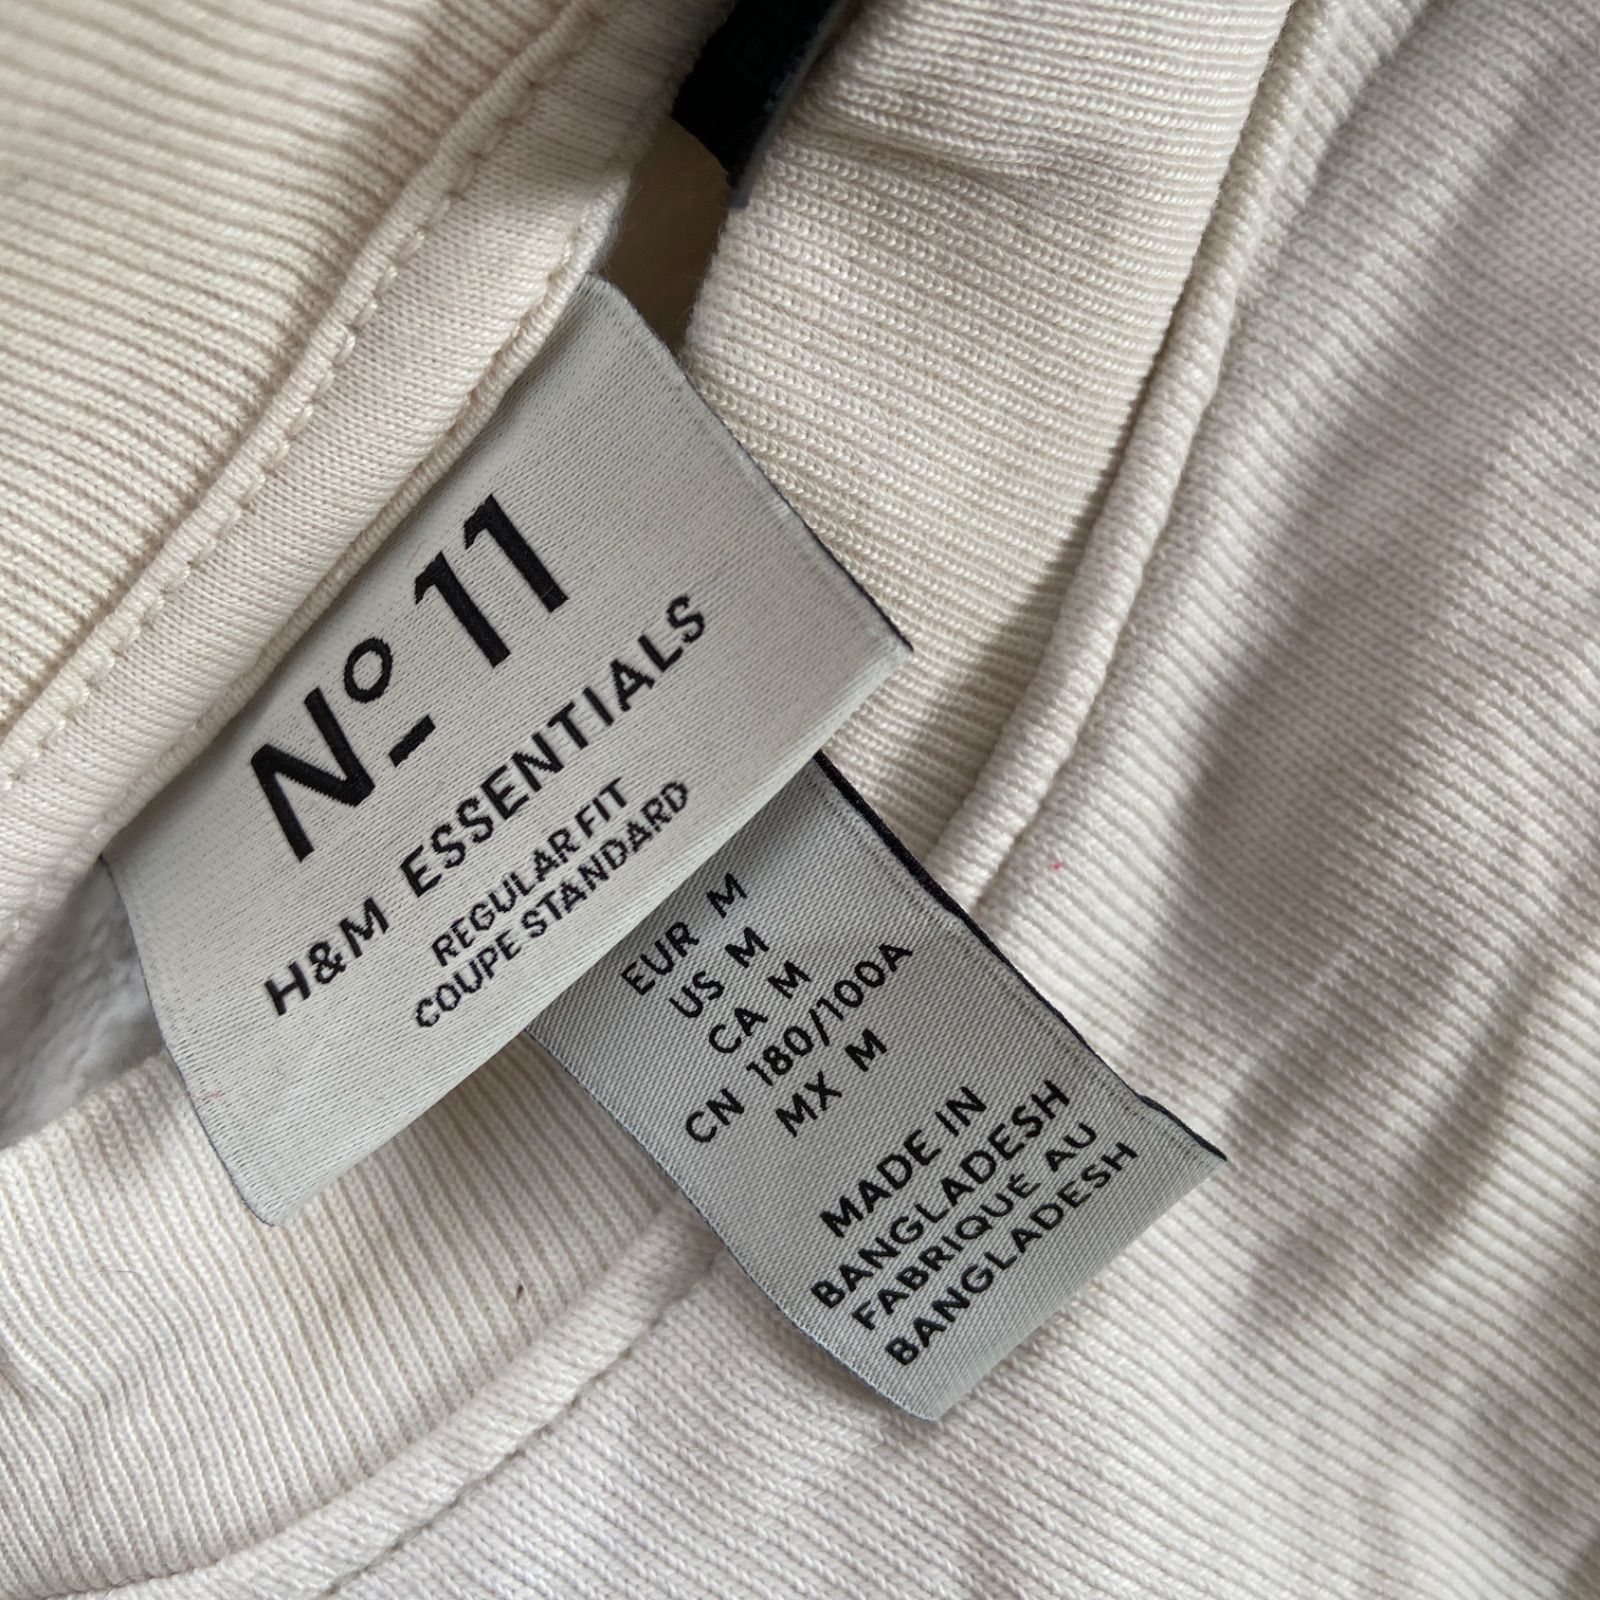 Nº 11
H&M ESSENTIALS
REGULAR FIT
COUPE STANDARD
EUR M
US M
CA M
CN 180/100A
MX M
MADE IN
BANGLADESH
FABRIQUÉ AU
BANGLADESH